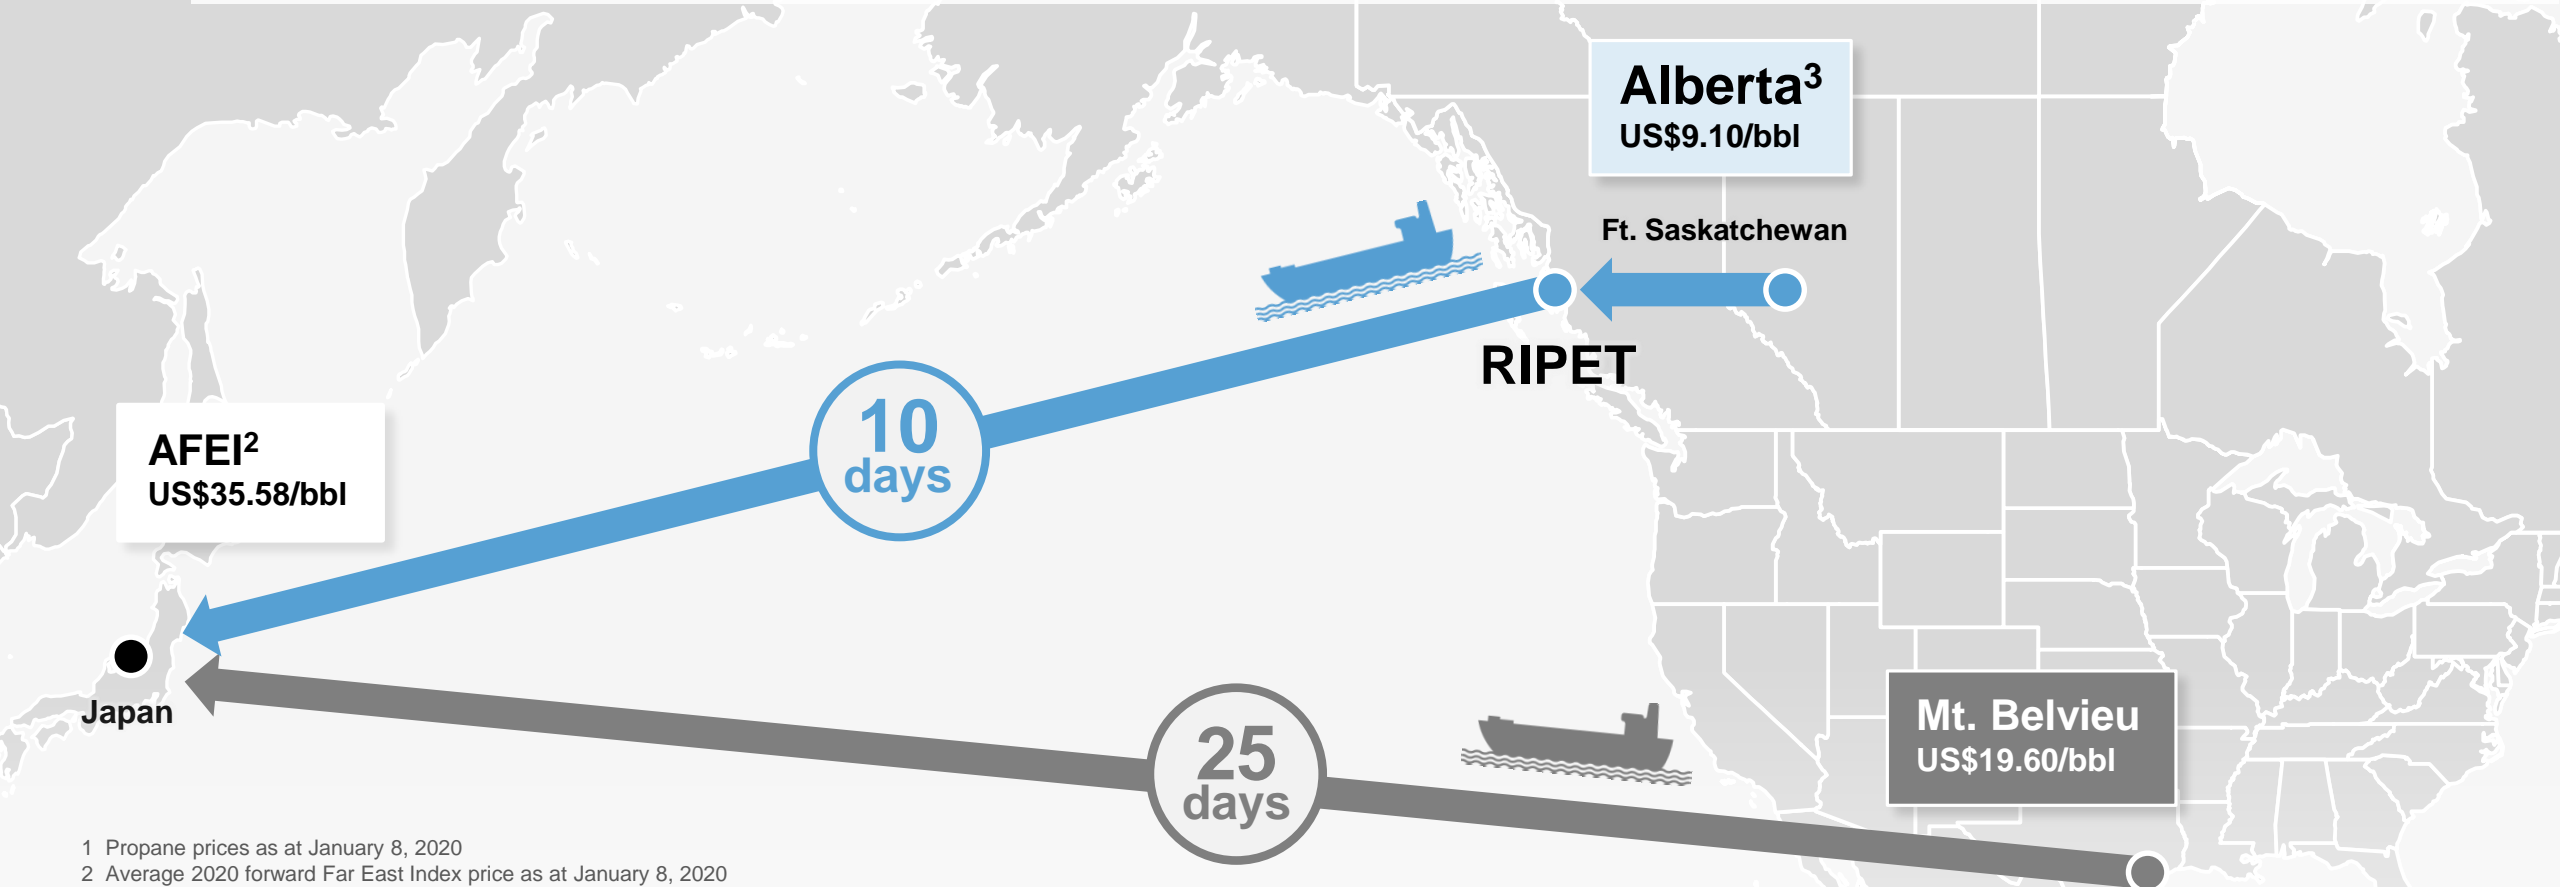 Alberta³
US$9.10/bbl
Ft. Saskatchewan
RIPET
10
days
AFEI²
US$35.58/bbl
Japan
25
days
Mt. Belvieu
US$19.60/bbl
1 Propane prices as at January 8, 2020
2 Average 2020 forward Far East Index price as at January 8, 2020